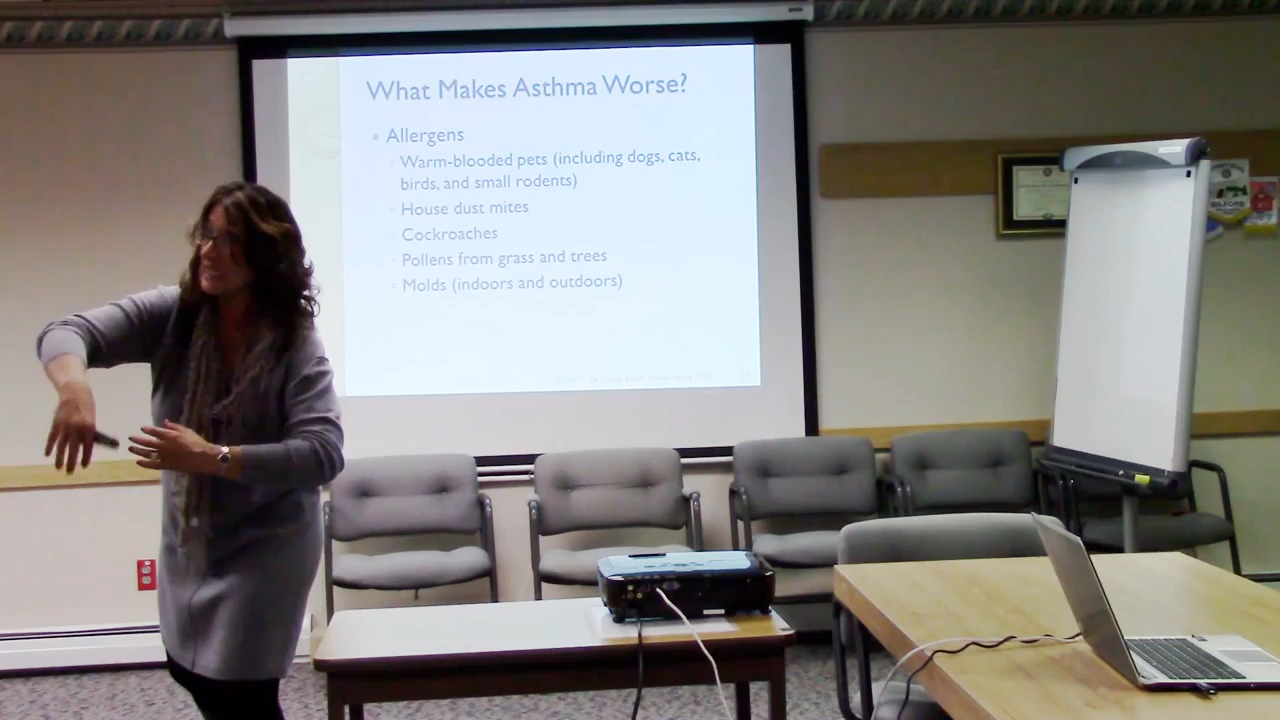 What Makes Asthma Worse?
• Allergens
◦ Warm-blooded pets (including dogs, cats,
birds, and small rodents)
◦ House dust mites
◦ Cockroaches
◦ Pollens from grass and trees
◦ Molds (indoors and outdoors)
GILFORD